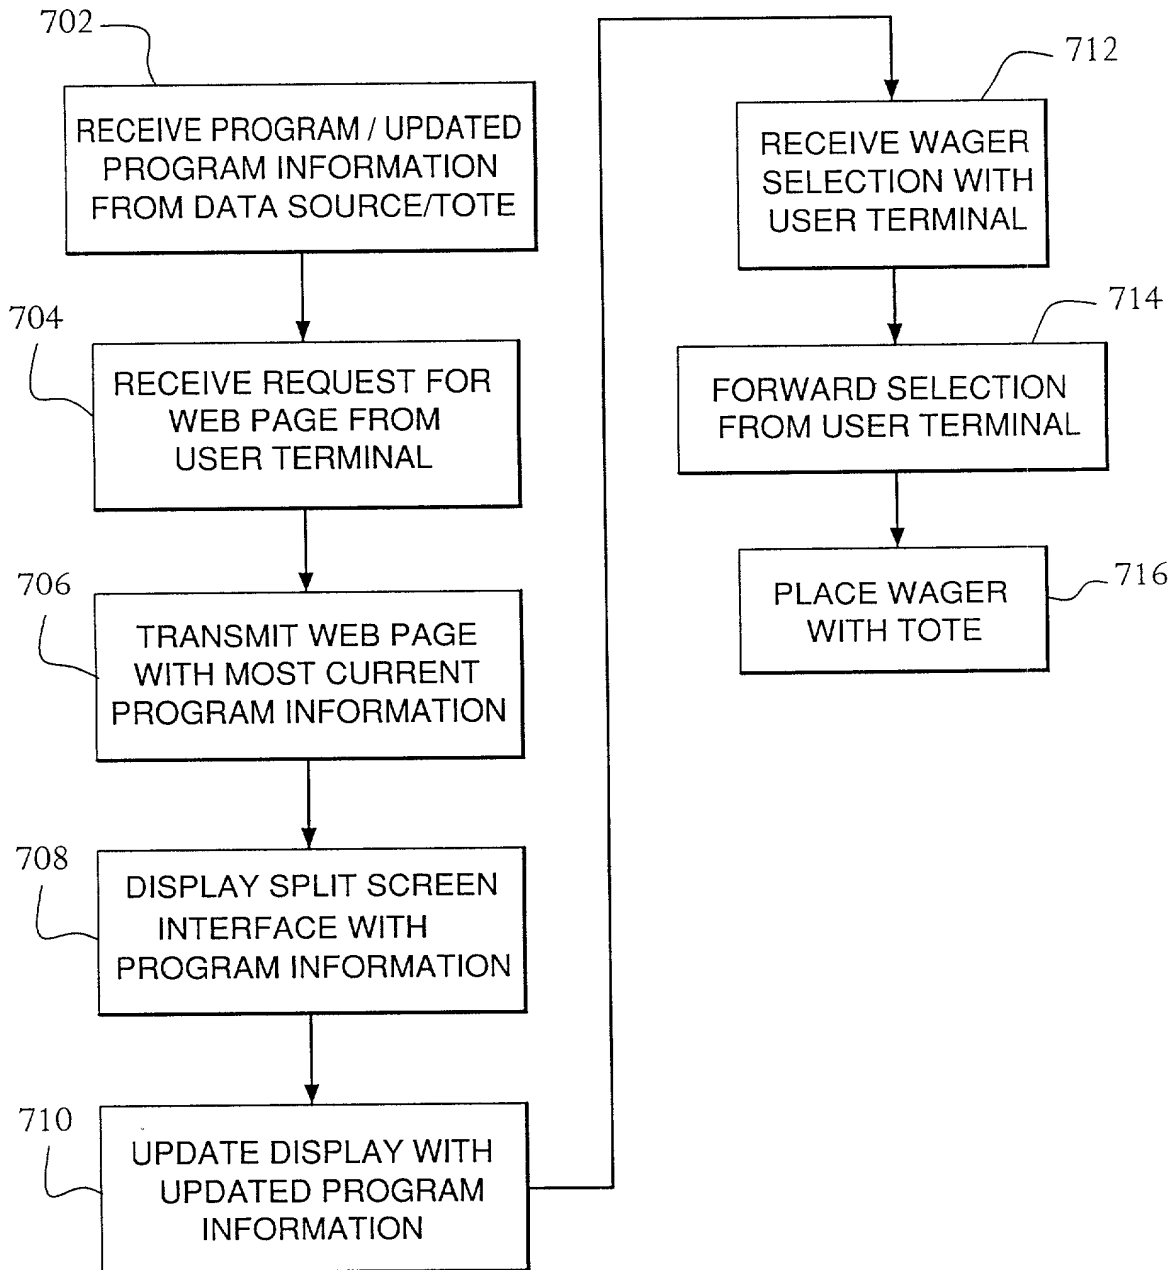 702
RECEIVE PROGRAM / UPDATED
PROGRAM INFORMATION
FROM DATA SOURCE/TOTE
704
RECEIVE REQUEST FOR
WEB PAGE FROM
USER TERMINAL
706
TRANSMIT WEB PAGE
WITH MOST CURRENT
PROGRAM INFORMATION
708
DISPLAY SPLIT SCREEN
INTERFACE WITH
PROGRAM INFORMATION
710
UPDATE DISPLAY WITH
UPDATED PROGRAM
INFORMATION
712
RECEIVE WAGER
SELECTION WITH
USER TERMINAL
714
FORWARD SELECTION
FROM USER TERMINAL
716
PLACE WAGER
WITH TOTE